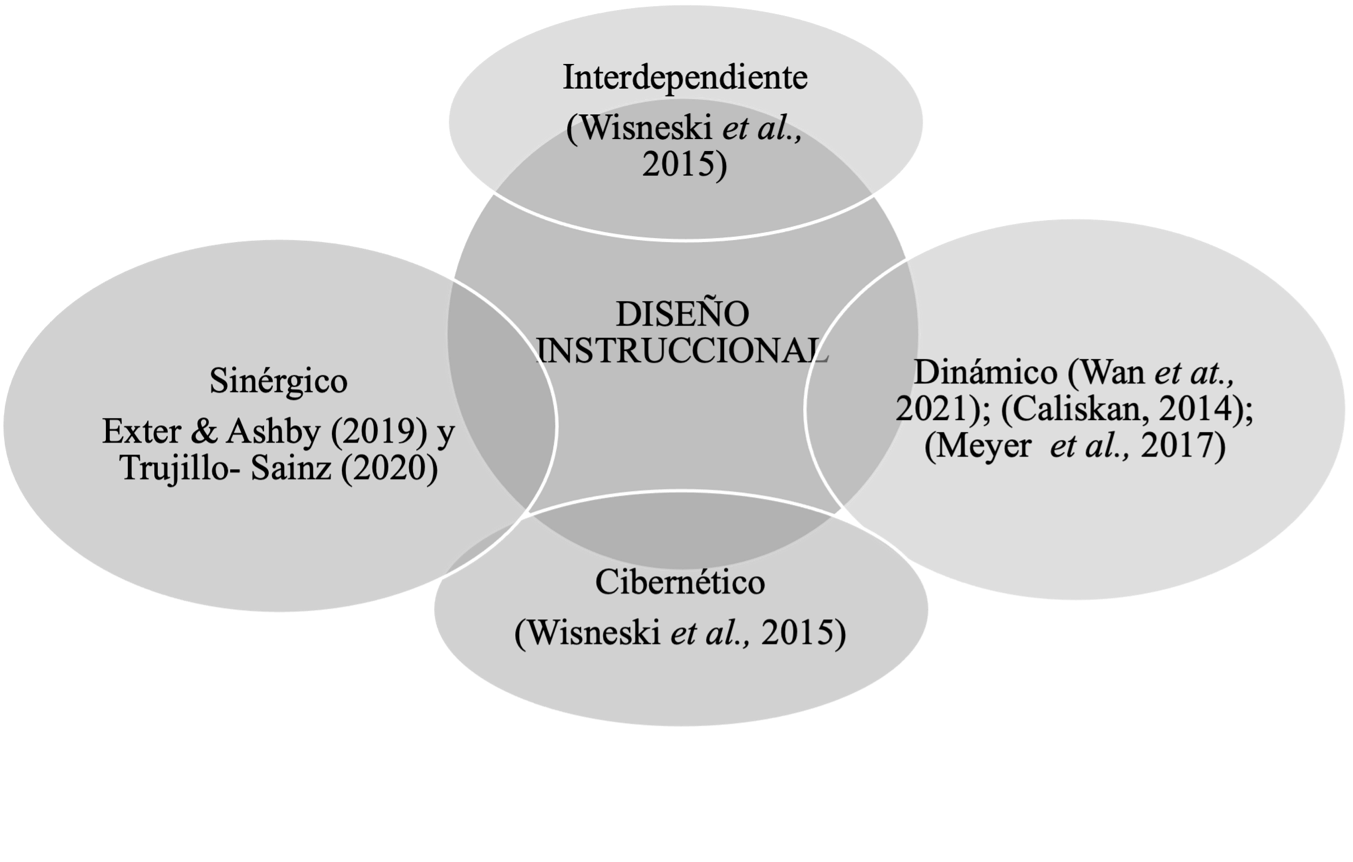 Interdependiente
(Wisneski et al.,
2015)
DISEÑO
INSTRUCCIONAL
Sinérgico
Exter & Ashby (2019) y
Trujillo- Sainz (2020)
Dinámico (Wan et at.,
2021); (Caliskan, 2014);
(Meyer et al., 2017)
Cibernético
(Wisneski et al., 2015)